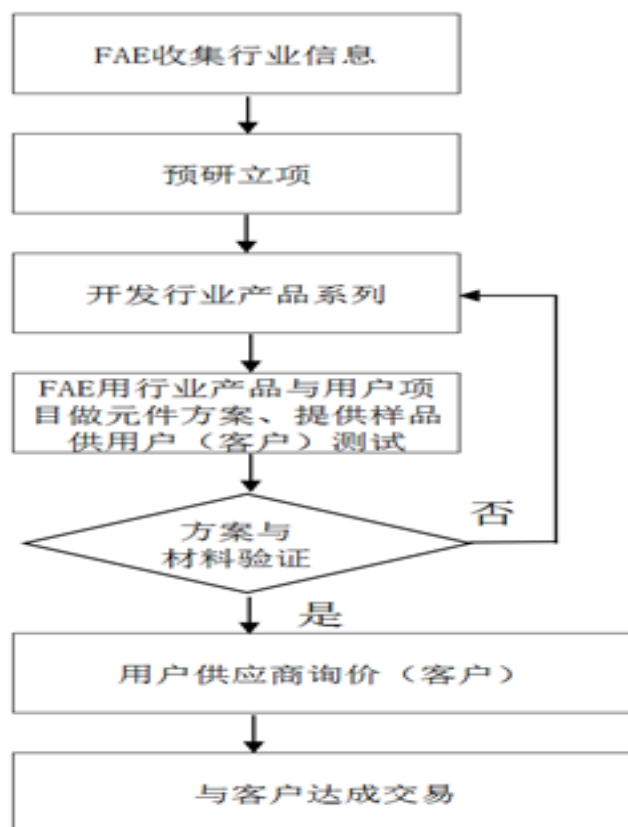 FAE收集行业信息
预研立项
开发行业产品系列
FAE用行业产品与用户项
目做元件方案、提供样品
供用户（客户）测试
方案与
材料验证
否
是
用户供应商询价（客户）
与客户达成交易